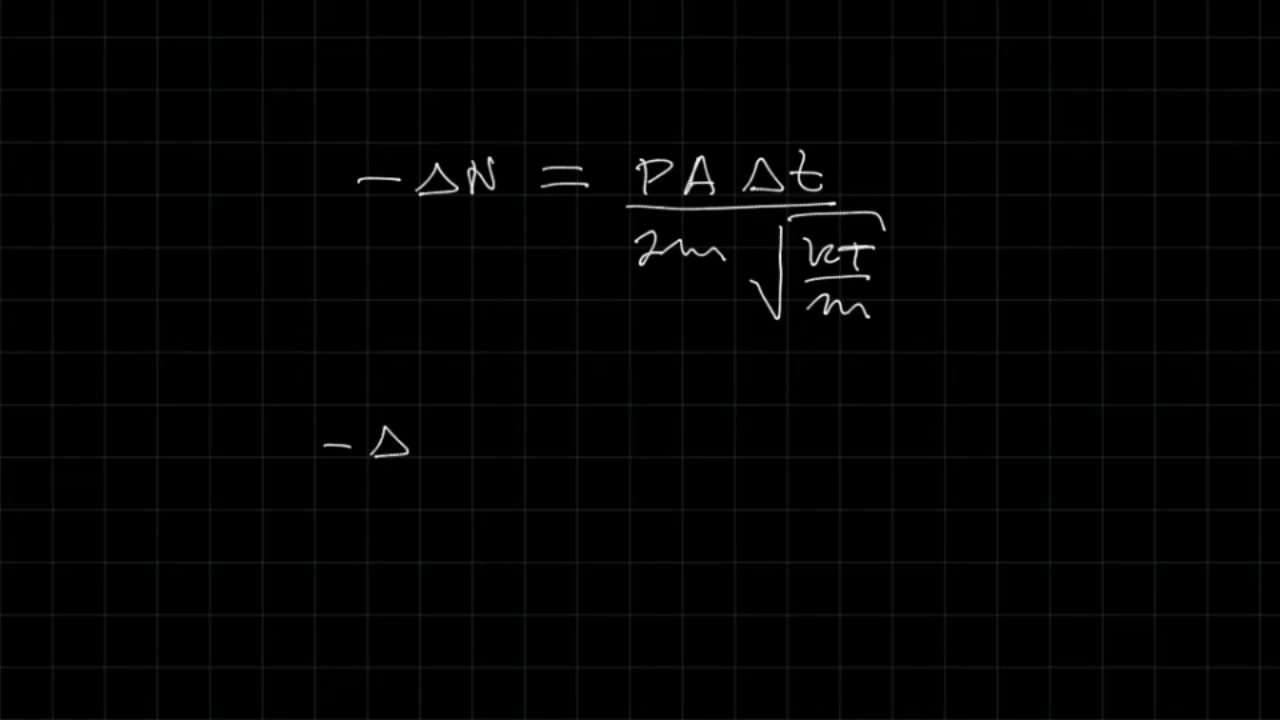 -ΔN = PAΔt / (2m √(kT/m))
-Δ